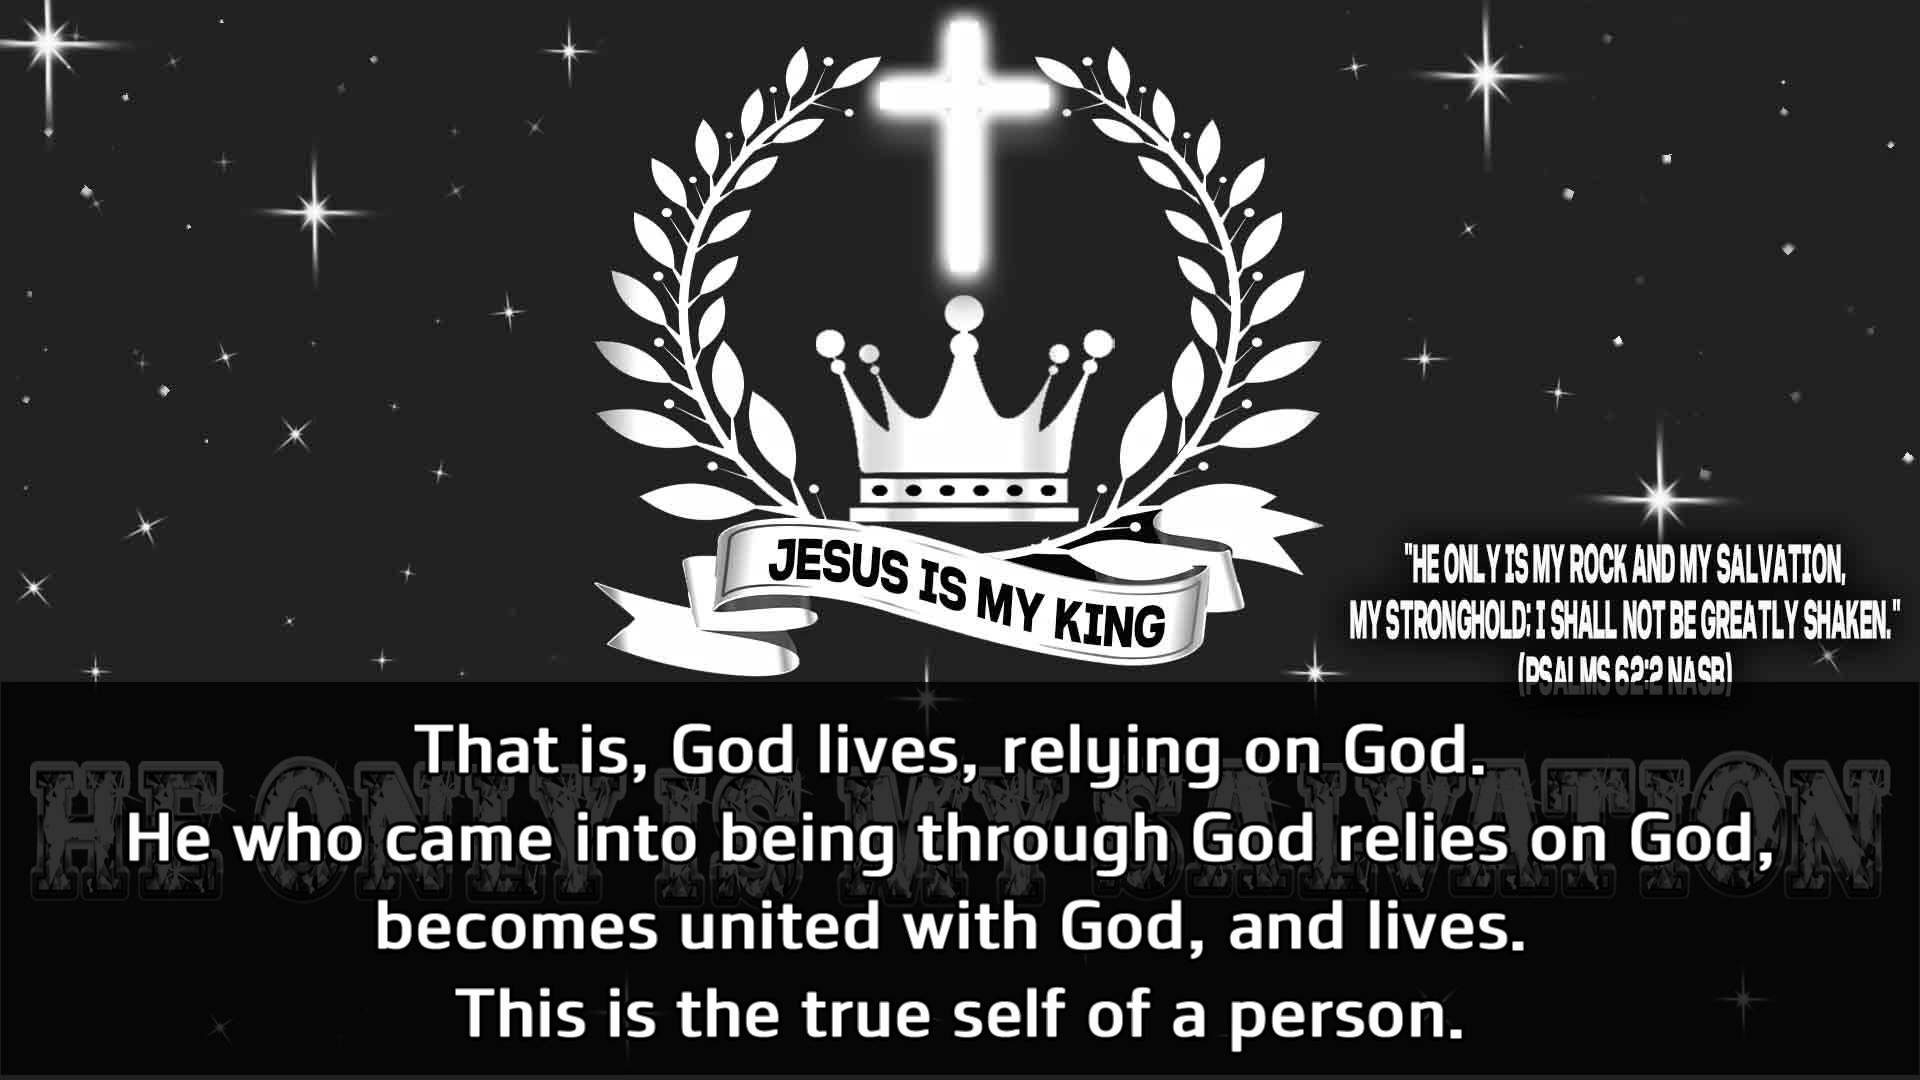 JESUS IS MY KING
"HE ONLY IS MY ROCK AND MY SALVATION,
MY STRONGHOLD; I SHALL NOT BE GREATLY SHAKEN."
(PSALMS 62:2 NASB)
HE ONLY IS MY SALVATION
That is, God lives, relying on God.
He who came into being through God relies on God,
becomes united with God, and lives.
This is the true self of a person.